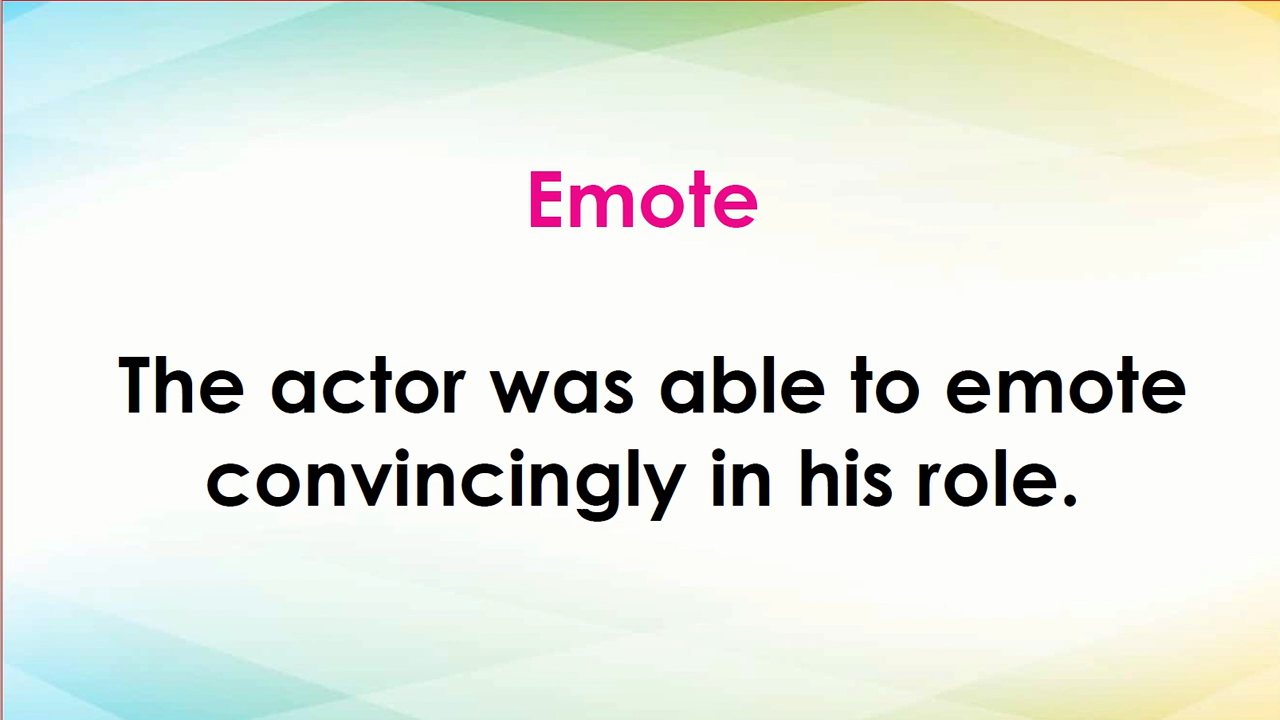 Emote
The actor was able to emote
convincingly in his role.